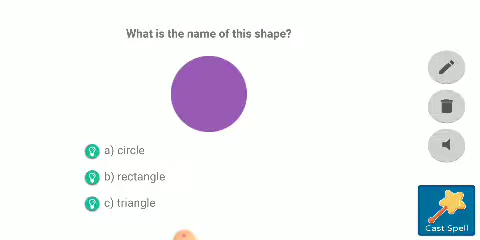 What is the name of this shape?
a) circle
b) rectangle
c) triangle
Cast Spell